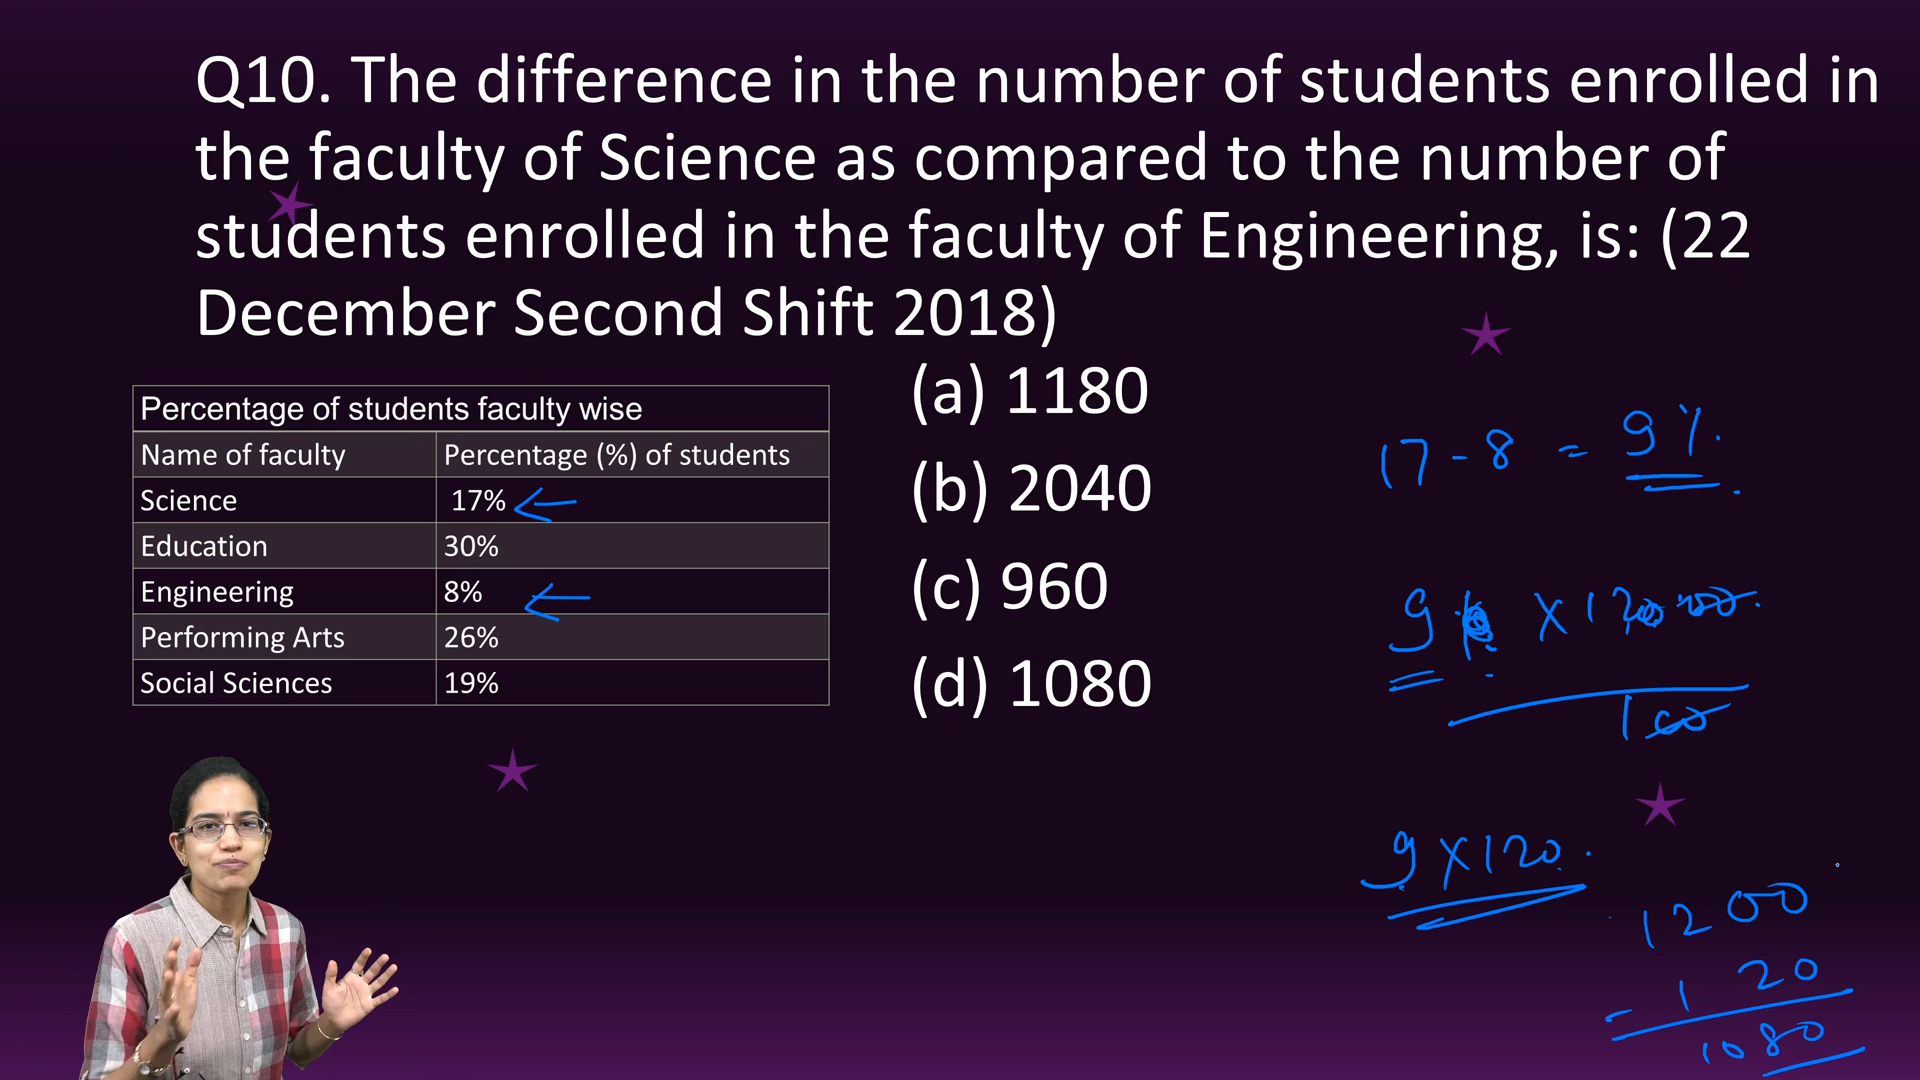 Q10. The difference in the number of students enrolled in
the faculty of Science as compared to the number of
students enrolled in the faculty of Engineering, is: (22
December Second Shift 2018)
Percentage of students faculty wise
Name of faculty Percentage (%) of students
Science 17%
Education 30%
Engineering 8%
Performing Arts 26%
Social Sciences 19%
(a) 1180
(b) 2040
(c) 960
(d) 1080
17 - 8 = 9%.
9 X 12000
100
9 X 120
1200
- 120
1080